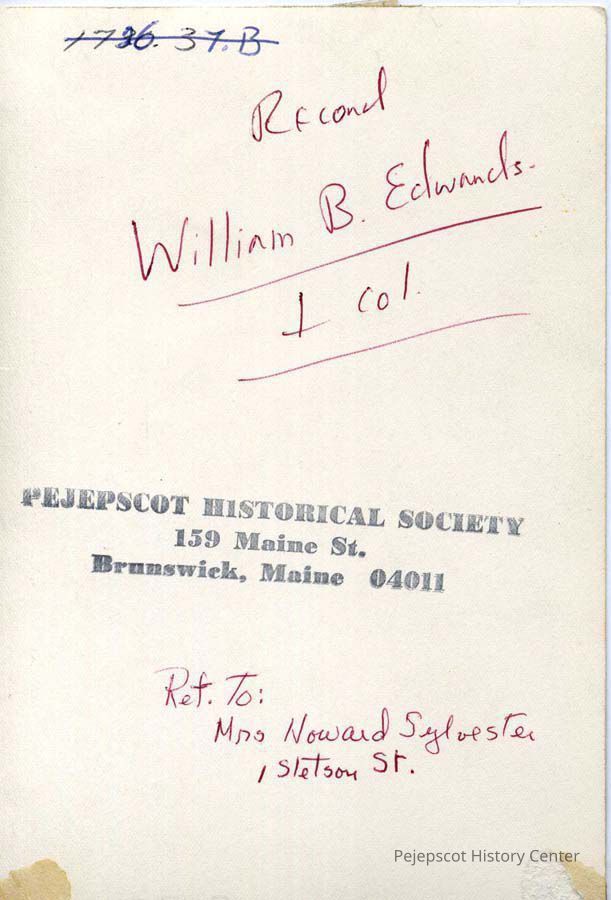 1736.37.B
Record
William B. Edwards.
1 col.
PEJEPSCOT HISTORICAL SOCIETY
159 Maine St.
Brunswick, Maine 04011
Ret. To:
Mrs Howard Sylvester
1 Stetson St.
Pejepscot History Center